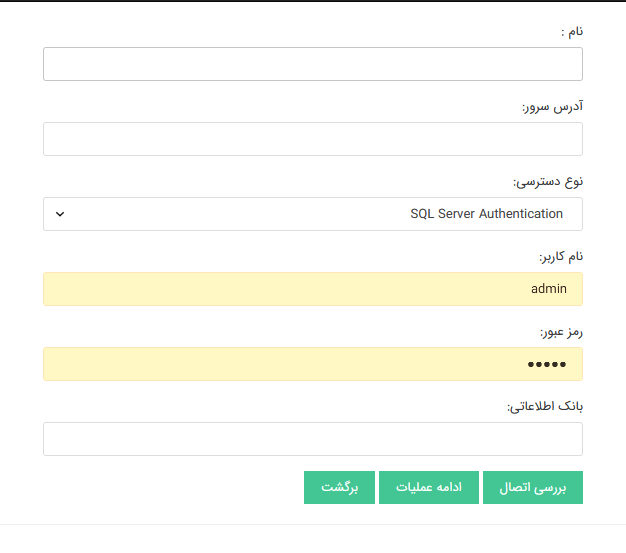 نام :
آدرس سرور:
نوع دسترسی:
SQL Server Authentication
نام کاربر:
admin
رمز عبور:
•••••
بانک اطلاعاتی:
بررسی اتصال
ادامه عملیات
برگشت